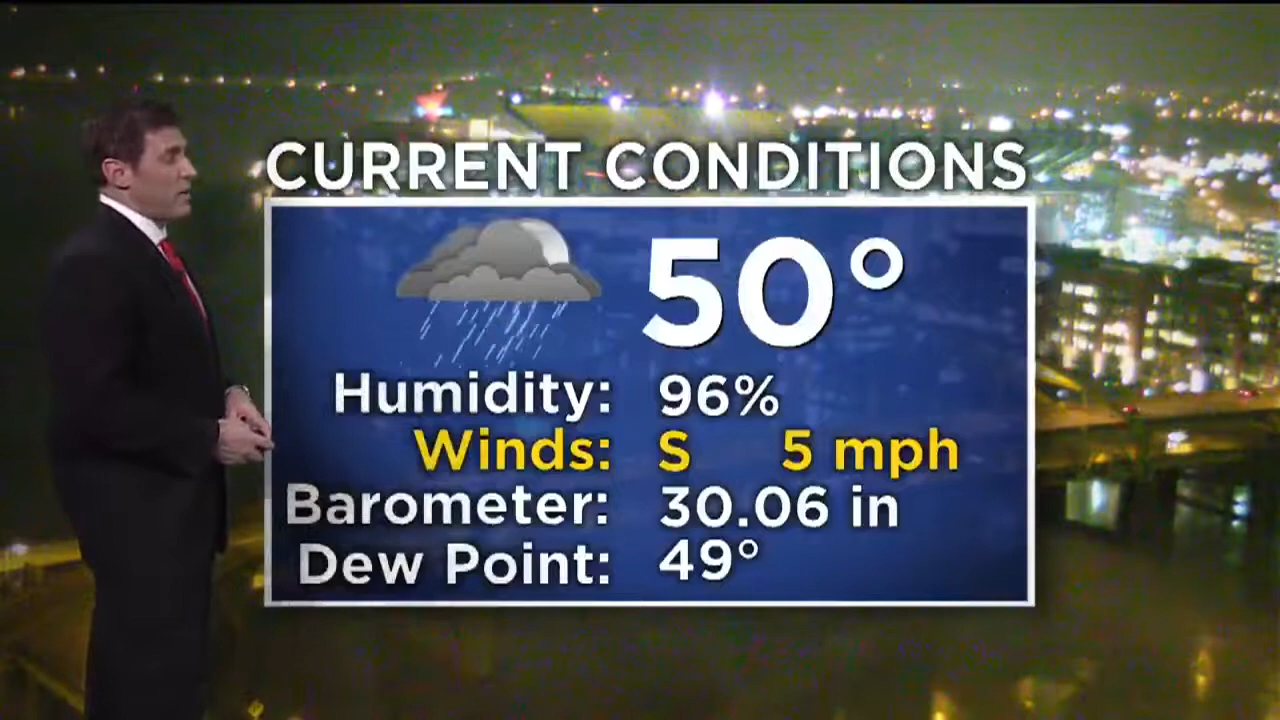 CURRENT CONDITIONS
50°
Humidity: 96%
Winds: S 5 mph
Barometer: 30.06 in
Dew Point: 49°